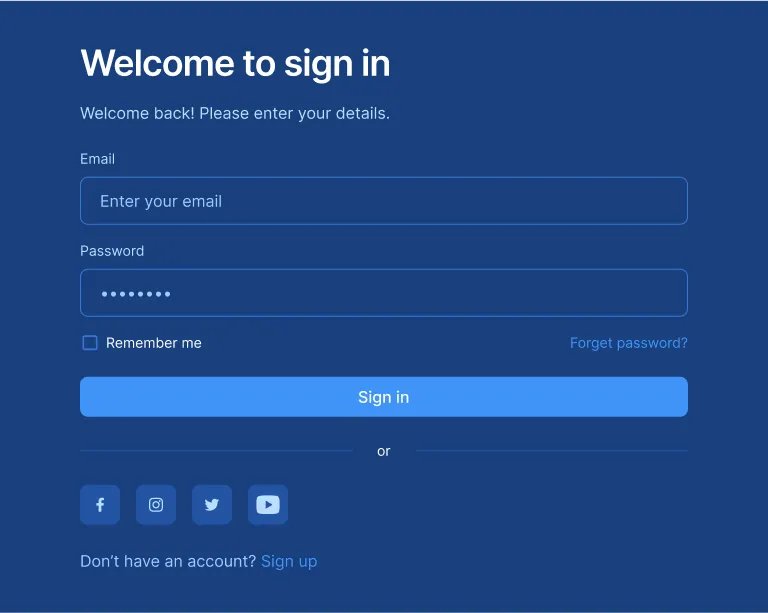 Welcome to sign in
Welcome back! Please enter your details.
Email
Enter your email
Password
••••••••
Remember me
Forget password?
Sign in
or
Don’t have an account? Sign up